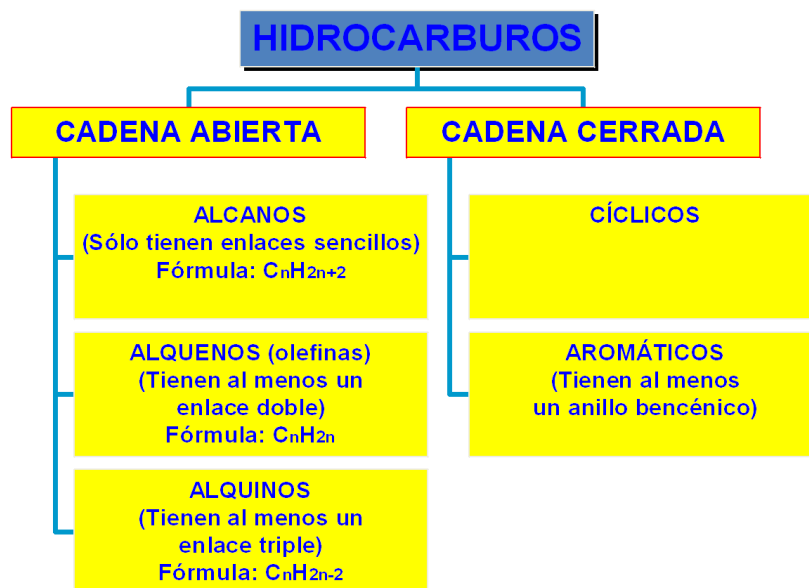 HIDROCARBUROS
CADENA ABIERTA
CADENA CERRADA
ALCANOS
(Sólo tienen enlaces sencillos)
Fórmula: CnH2n+2
ALQUENOS (olefinas)
(Tienen al menos un
enlace doble)
Fórmula: CnH2n
ALQUINOS
(Tienen al menos un
enlace triple)
Fórmula: CnH2n-2
CÍCLICOS
AROMÁTICOS
(Tienen al menos
un anillo bencénico)